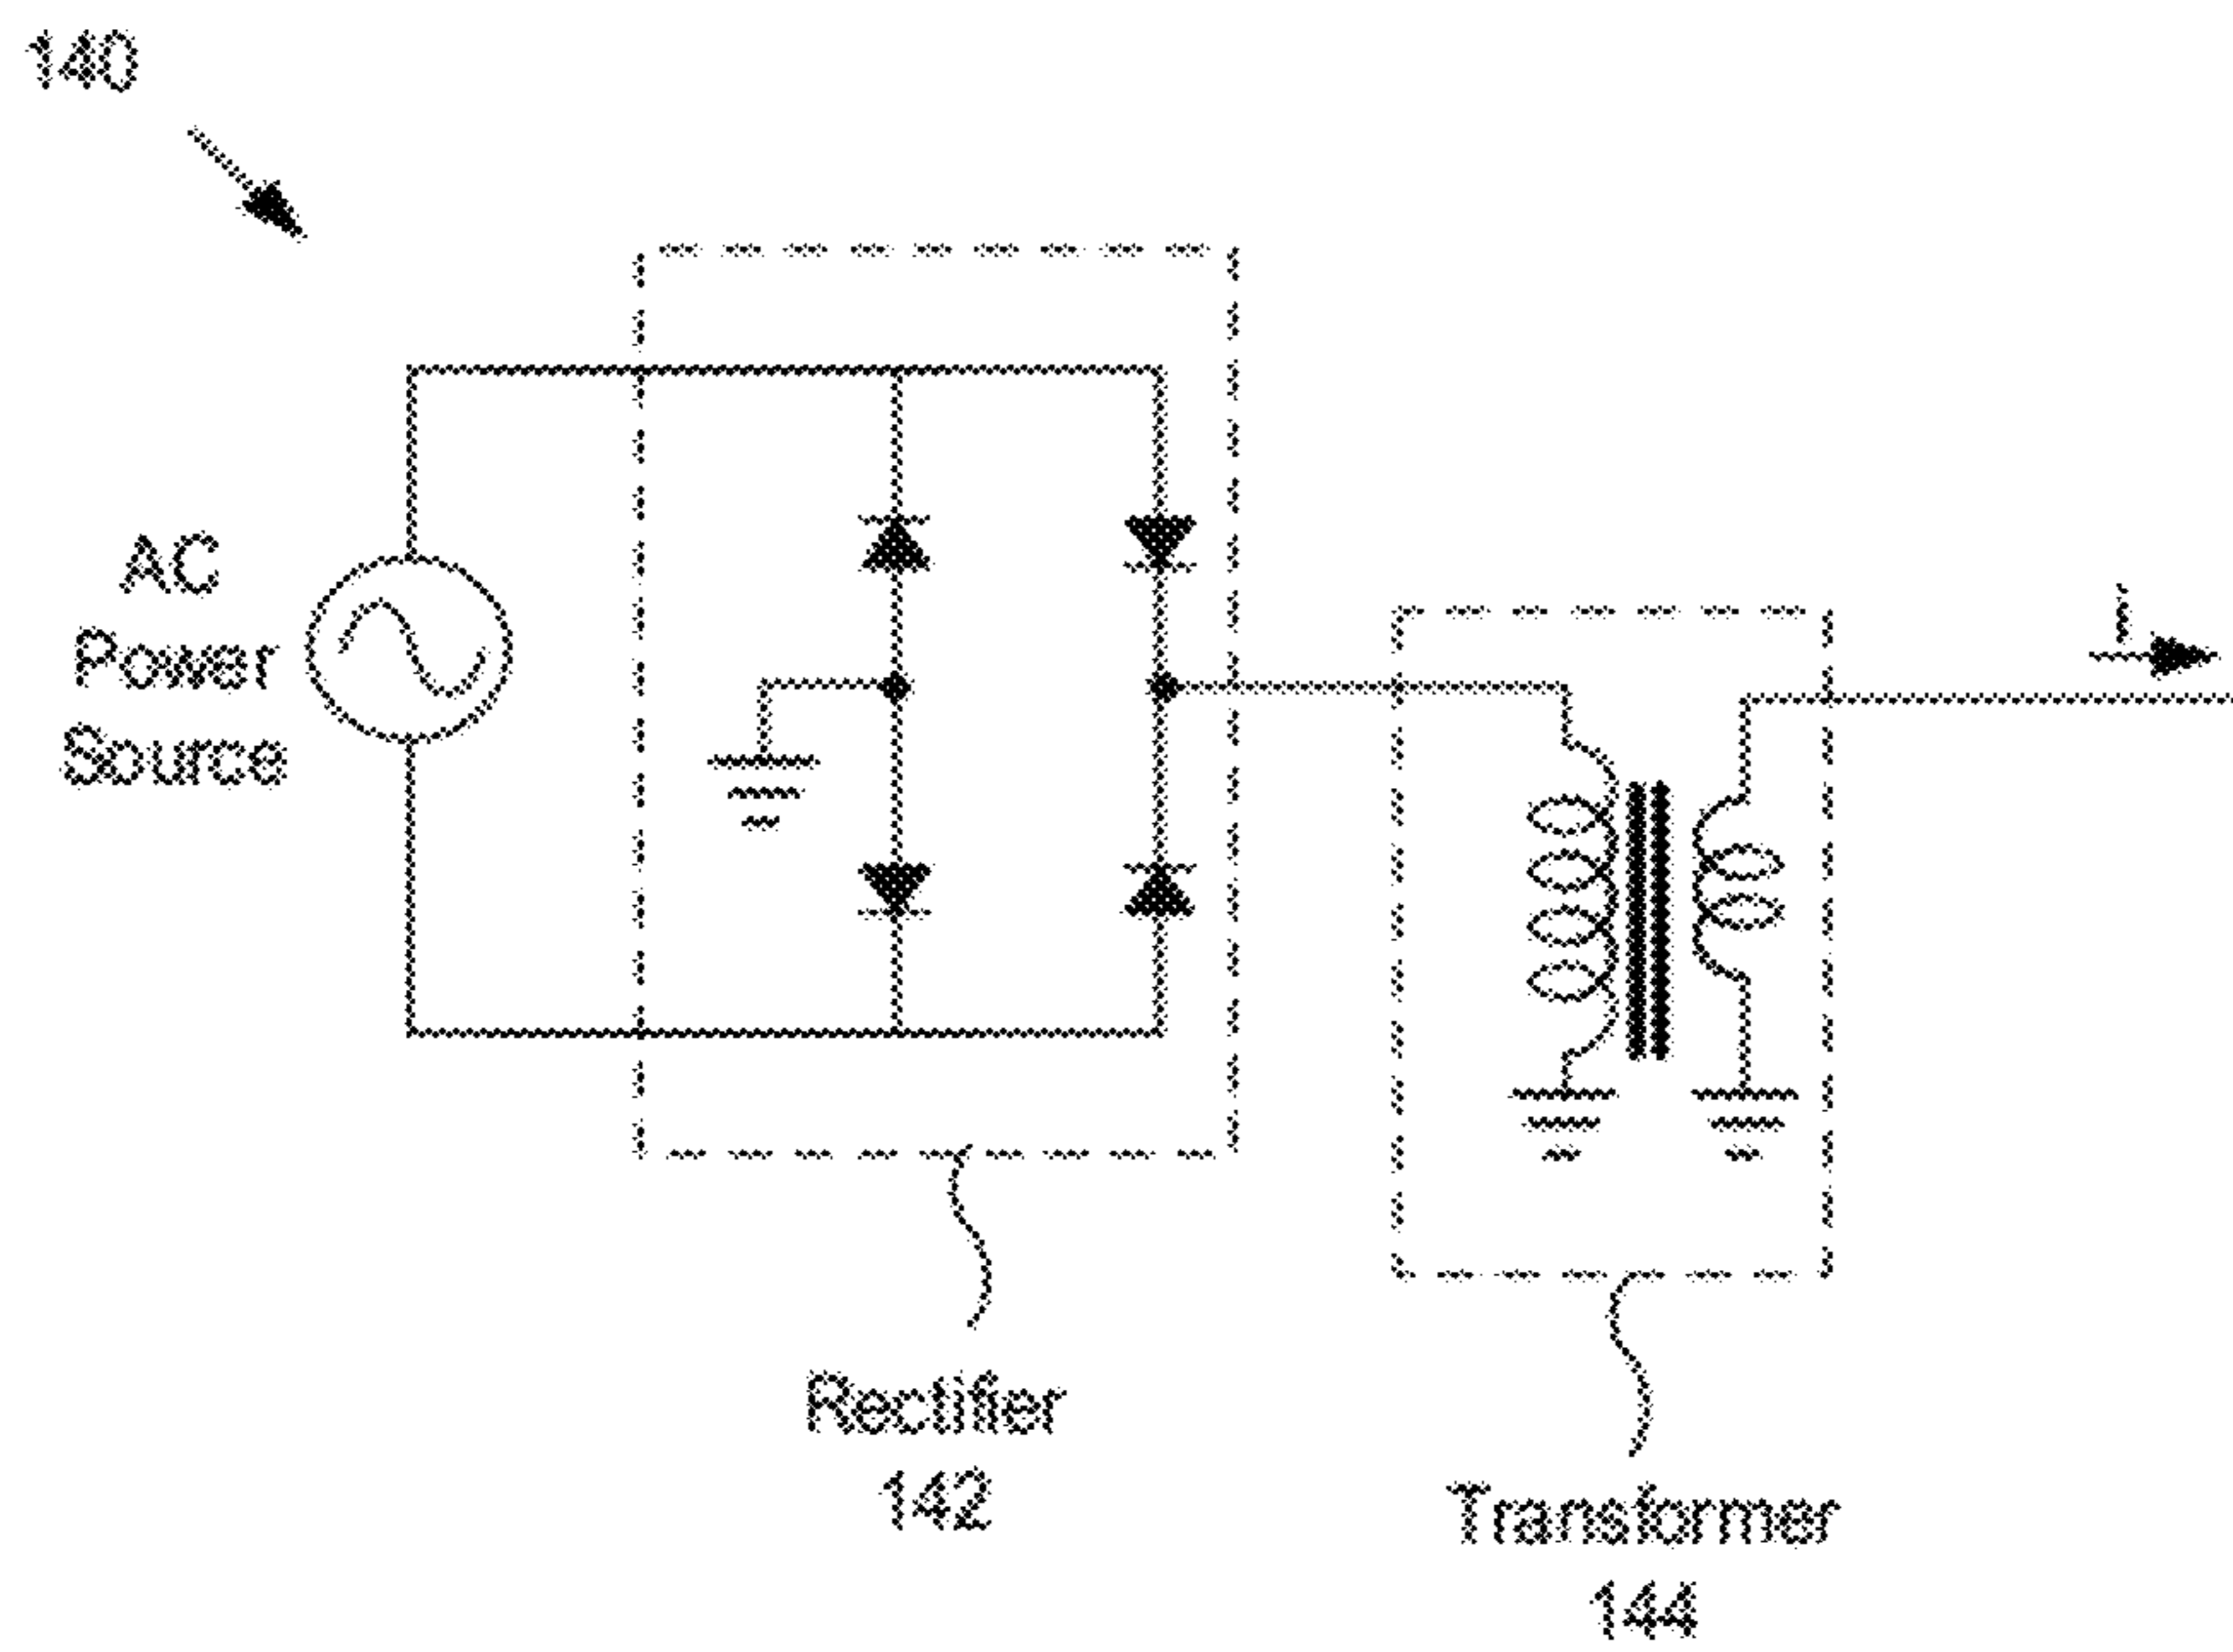 140
AC
Power
Source
I
Rectifier
142
Transformer
144